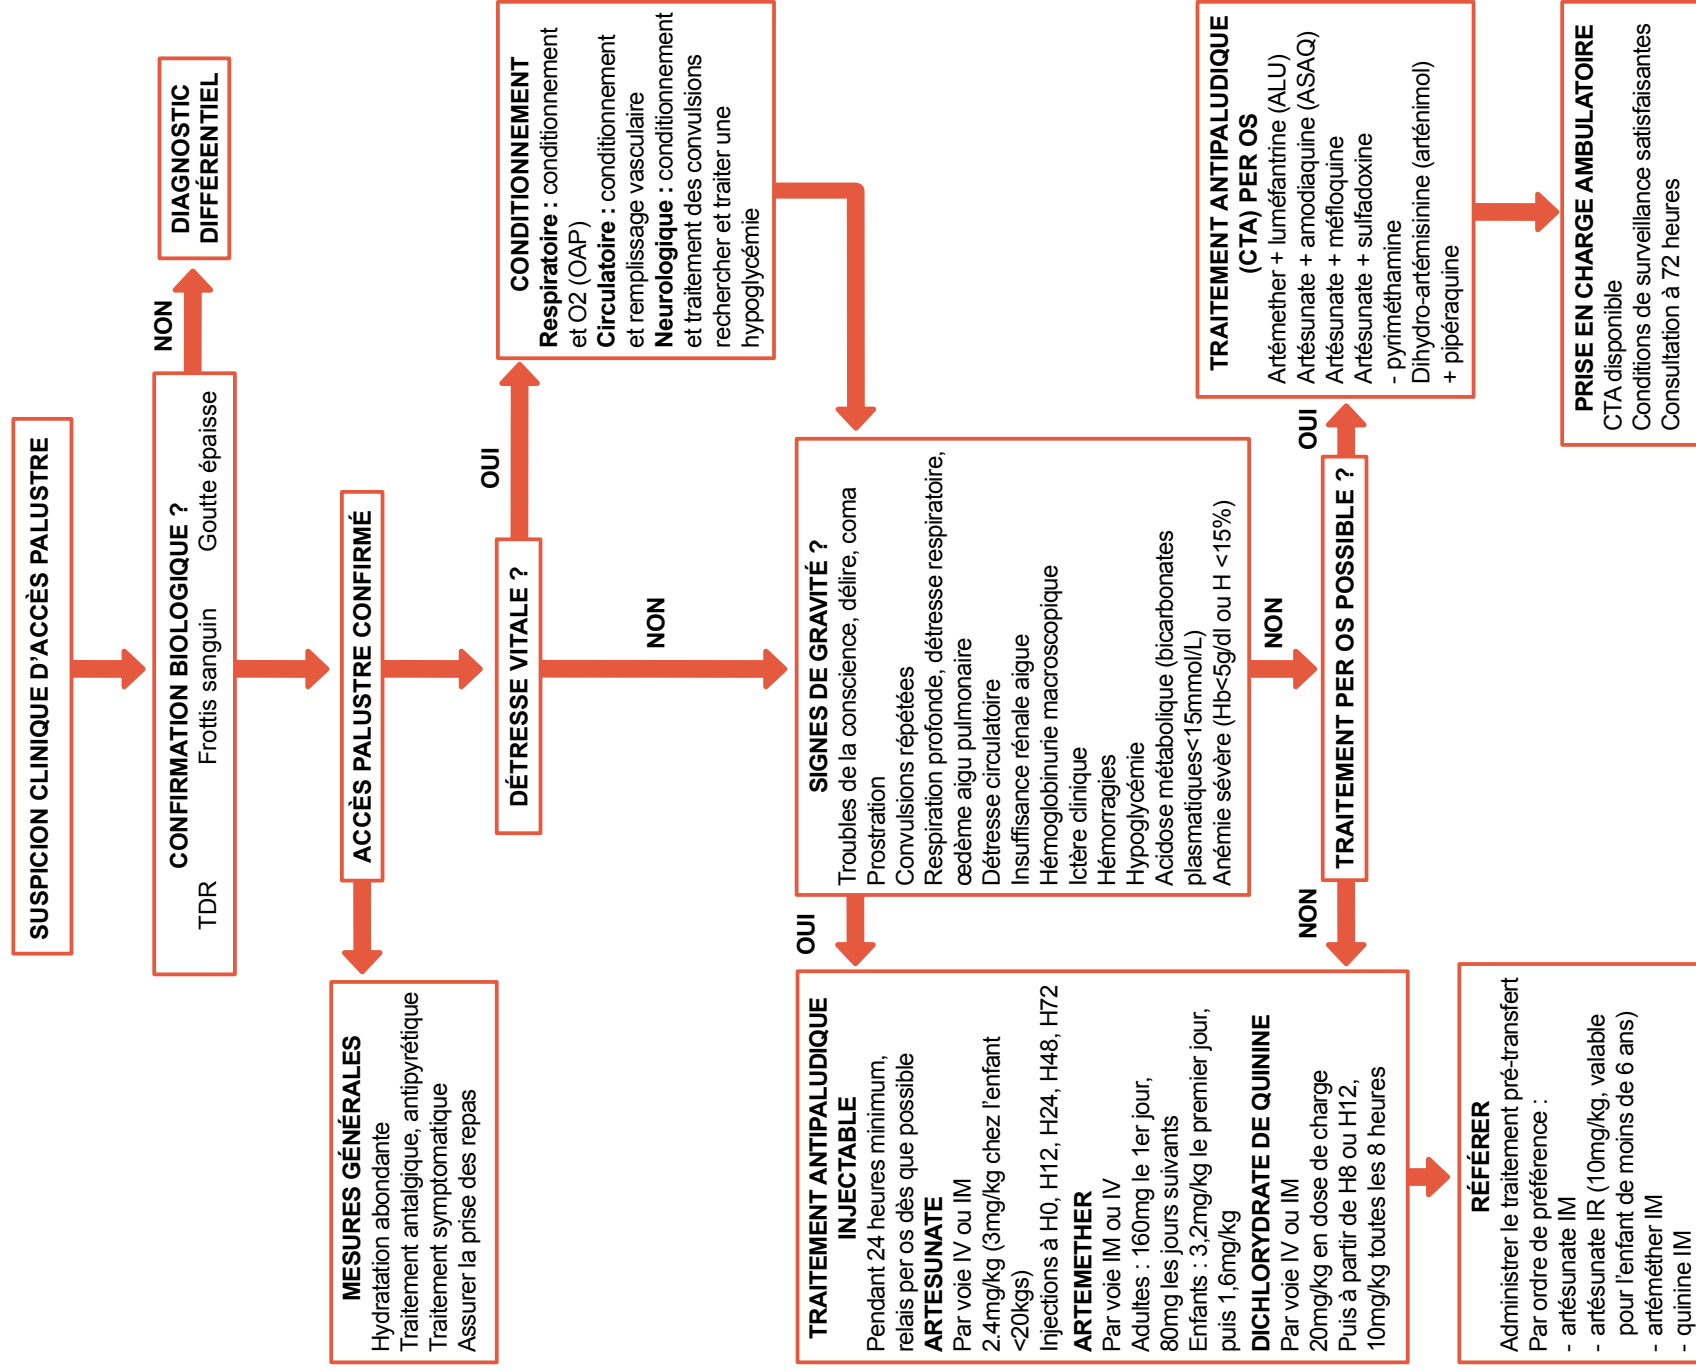 SUSPICION CLINIQUE D'ACCÈS PALUSTRE
CONFIRMATION BIOLOGIQUE ?
TDR Frottis sanguin Goutte épaisse
NON
DIAGNOSTIC
DIFFÉRENTIEL
ACCÈS PALUSTRE CONFIRMÉ
MESURES GÉNÉRALES
Hydratation abondante
Traitement antalgique, antipyrétique
Traitement symptomatique
Assurer la prise des repas
DÉTRESSE VITALE ?
OUI
CONDITIONNEMENT
Respiratoire : conditionnement
et O2 (OAP)
Circulatoire : conditionnement
et remplissage vasculaire
Neurologique : conditionnement
et traitement des convulsions
rechercher et traiter une
hypoglycémie
NON
SIGNES DE GRAVITÉ ?
Troubles de la conscience, délire, coma
Prostration
Convulsions répétées
Respiration profonde, détresse respiratoire,
œdème aigu pulmonaire
Détresse circulatoire
Insuffisance rénale aigue
Hémoglobinurie macroscopique
Ictère clinique
Hémorragies
Hypoglycémie
Acidose métabolique (bicarbonates
plasmatiques<15mmol/L)
Anémie sévère (Hb<5g/dl ou H <15%)
OUI
TRAITEMENT ANTIPALUDIQUE
INJECTABLE
Pendant 24 heures minimum,
relais per os dès que possible
ARTESUNATE
Par voie IV ou IM
2.4mg/kg (3mg/kg chez l'enfant
<20kgs)
Injections à H0, H12, H24, H48, H72
ARTEMETHER
Par voie IM ou IV
Adultes : 160mg le 1er jour,
80mg les jours suivants
Enfants : 3,2mg/kg le premier jour,
puis 1,6mg/kg
DICHLORYDRATE DE QUININE
Par voie IV ou IM
20mg/kg en dose de charge
Puis à partir de H8 ou H12,
10mg/kg toutes les 8 heures
NON
TRAITEMENT PER OS POSSIBLE ?
NON
OUI
TRAITEMENT ANTIPALUDIQUE
(CTA) PER OS
Artémether + luméfantrine (ALU)
Artésunate + amodiaquine (ASAQ)
Artésunate + méfloquine
Artésunate + sulfadoxine
- pyriméthamine
Dihydro-artémisinine (arténimol)
+ pipéraquine
RÉFÉRER
Administrer le traitement pré-transfert
Par ordre de préférence :
- artésunate IM
- artésunate IR (10mg/kg, valable
pour l'enfant de moins de 6 ans)
- arteméther IM
- quinine IM
PRISE EN CHARGE AMBULATOIRE
CTA disponible
Conditions de surveillance satisfaisantes
Consultation à 72 heures